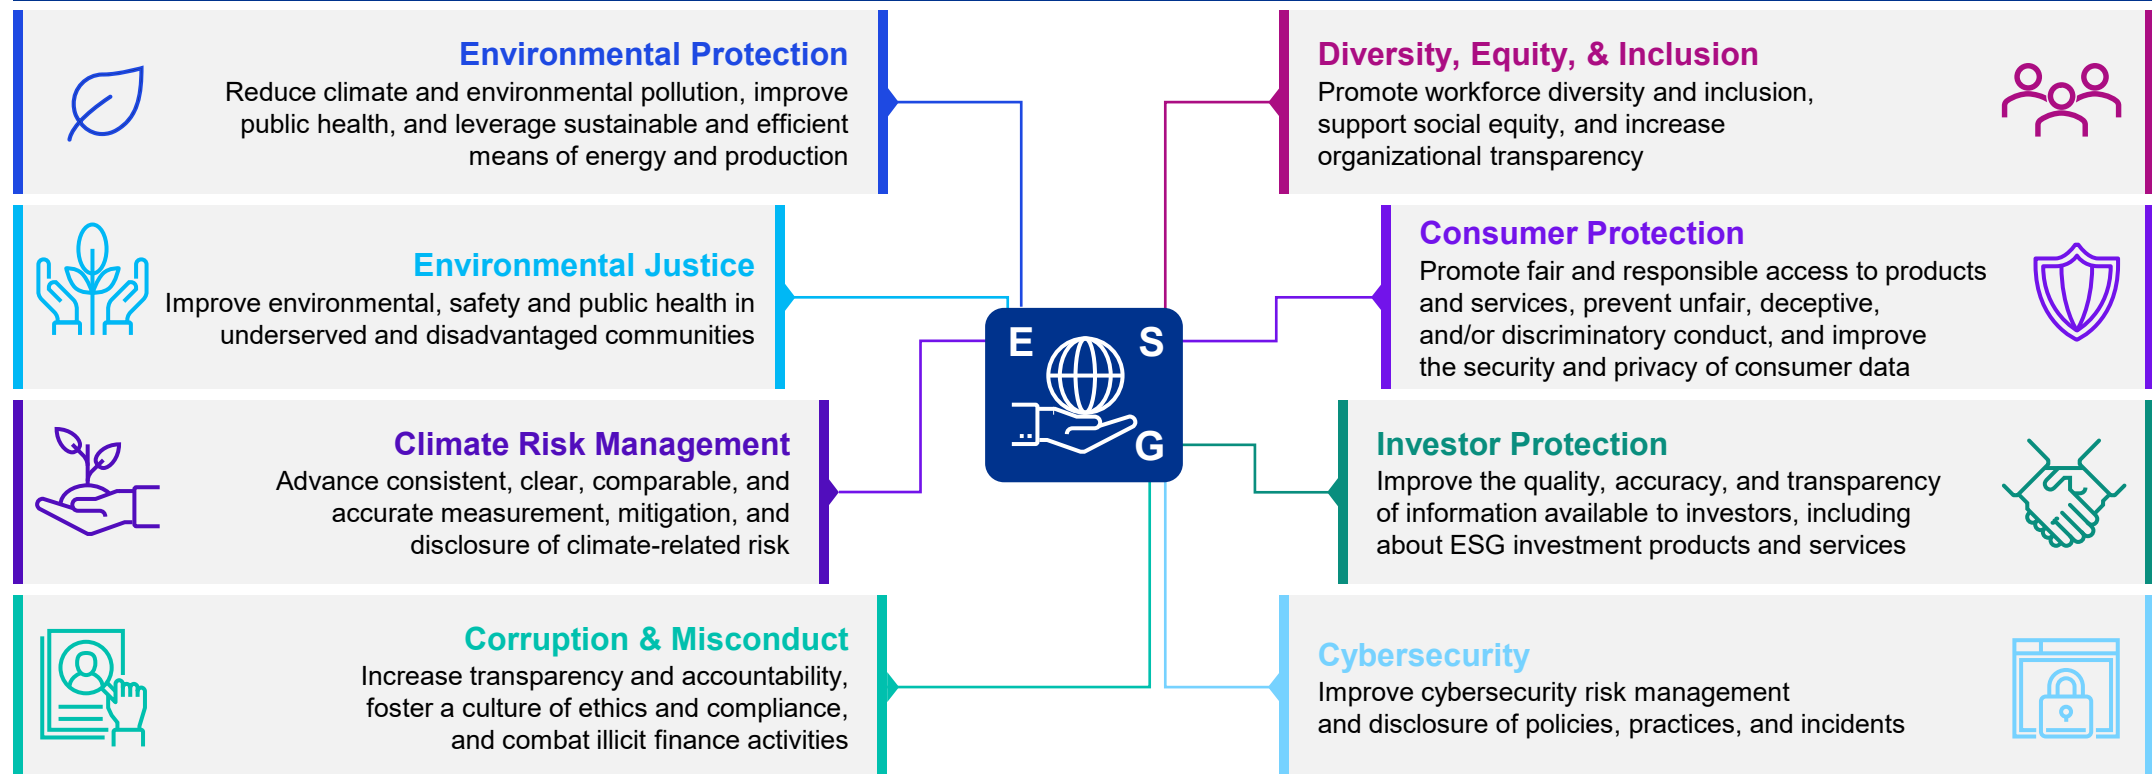 Environmental Protection
Reduce climate and environmental pollution, improve
public health, and leverage sustainable and efficient
means of energy and production
Environmental Justice
Improve environmental, safety and public health in
underserved and disadvantaged communities
Climate Risk Management
Advance consistent, clear, comparable, and
accurate measurement, mitigation, and
disclosure of climate-related risk
Corruption & Misconduct
Increase transparency and accountability,
foster a culture of ethics and compliance,
and combat illicit finance activities
E
S
G
Diversity, Equity, & Inclusion
Promote workforce diversity and inclusion,
support social equity, and increase
organizational transparency
Consumer Protection
Promote fair and responsible access to products
and services, prevent unfair, deceptive,
and/or discriminatory conduct, and improve
the security and privacy of consumer data
Investor Protection
Improve the quality, accuracy, and transparency
of information available to investors, including
about ESG investment products and services
Cybersecurity
Improve cybersecurity risk management
and disclosure of policies, practices, and incidents